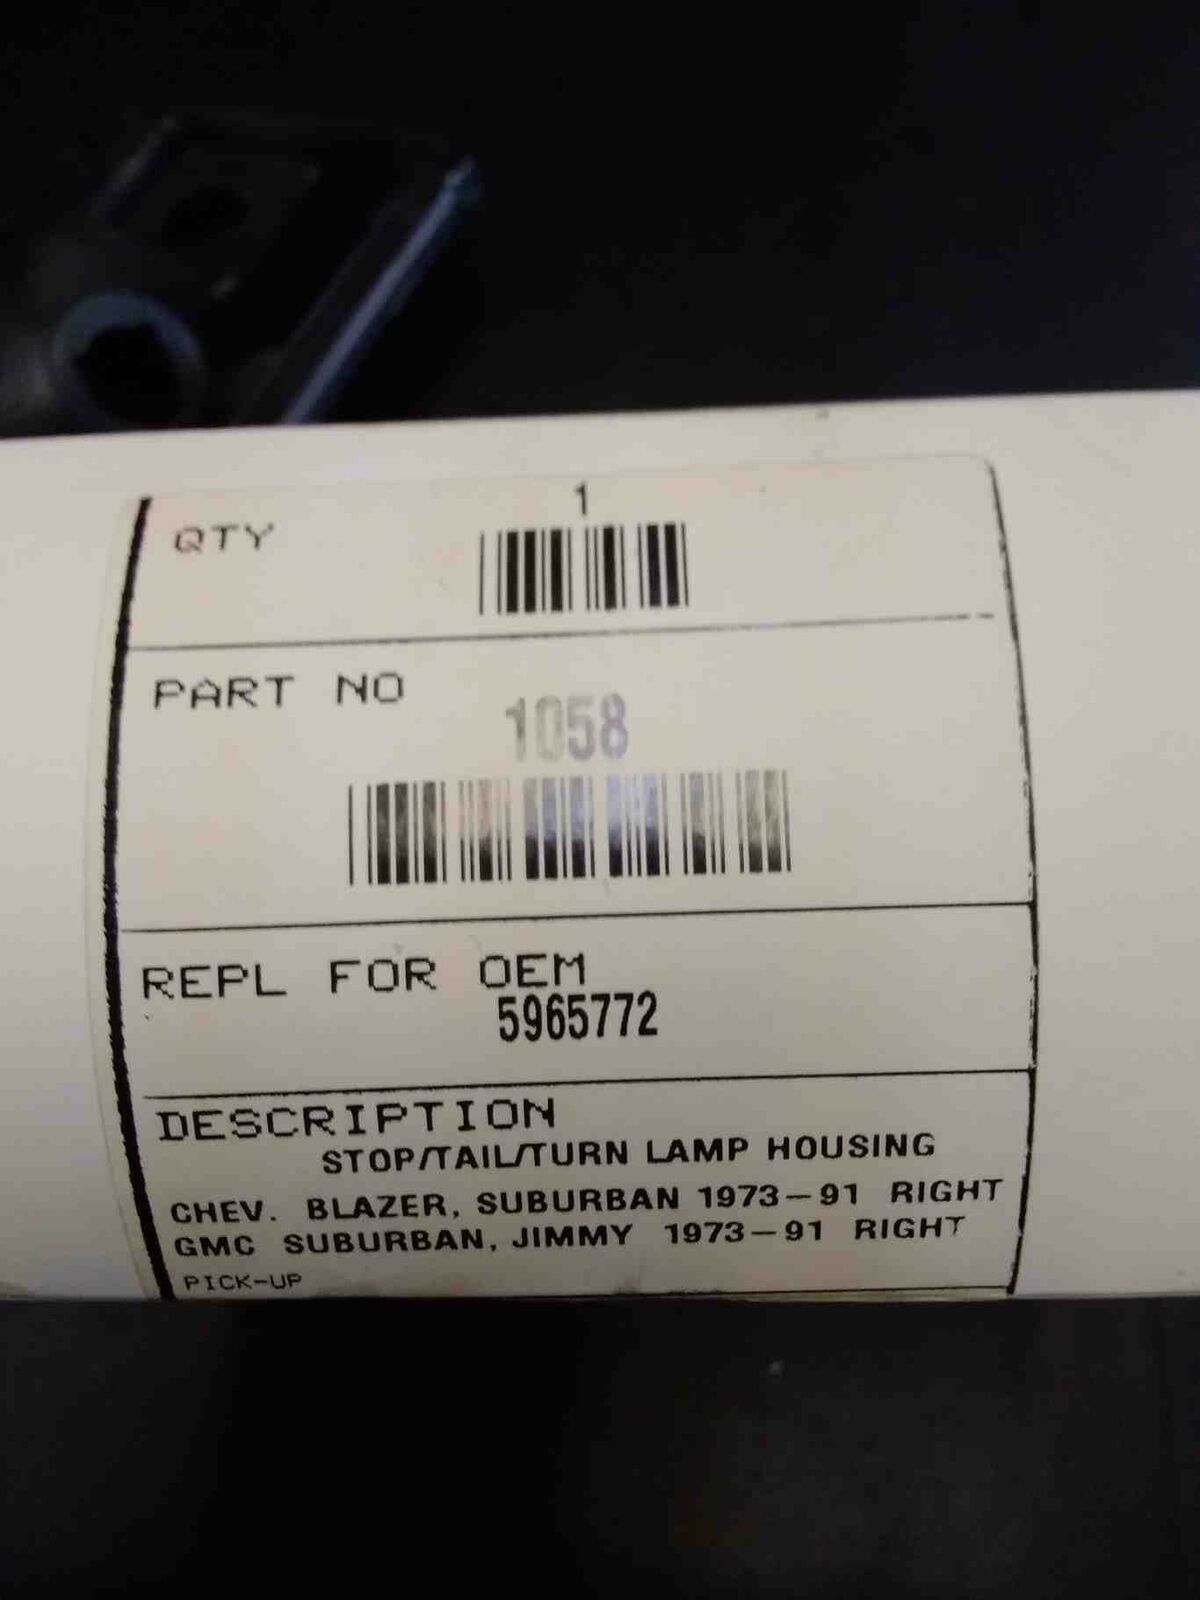 QTY
1
PART NO
1058
REPL FOR OEM
5965772
DESCRIPTION
STOP/TAIL/TURN LAMP HOUSING
CHEV. BLAZER, SUBURBAN 1973-91 RIGHT
GMC SUBURBAN, JIMMY 1973-91 RIGHT
PICK-UP